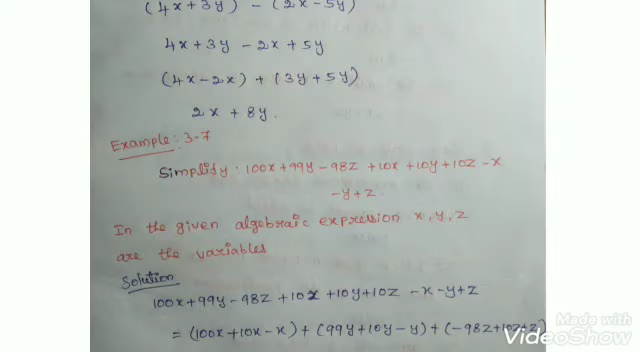 (4x+3y) - (2x-5y)
4x+3y - 2x + 5y
(4x-2x) + (3y+5y)
2x + 8y.
Example: 3-7
Simplify: 100x+99y-98z+10x+10y+10z-x
-y+z
In the given algebraic expression x, y, z
are the variables
Solution
100x+99y-98z+10x+10y+10z-x-y+z
= (100x+10x-x) + (99y+10y-y) + (-98z+10z+z)
Made With
VideoShow